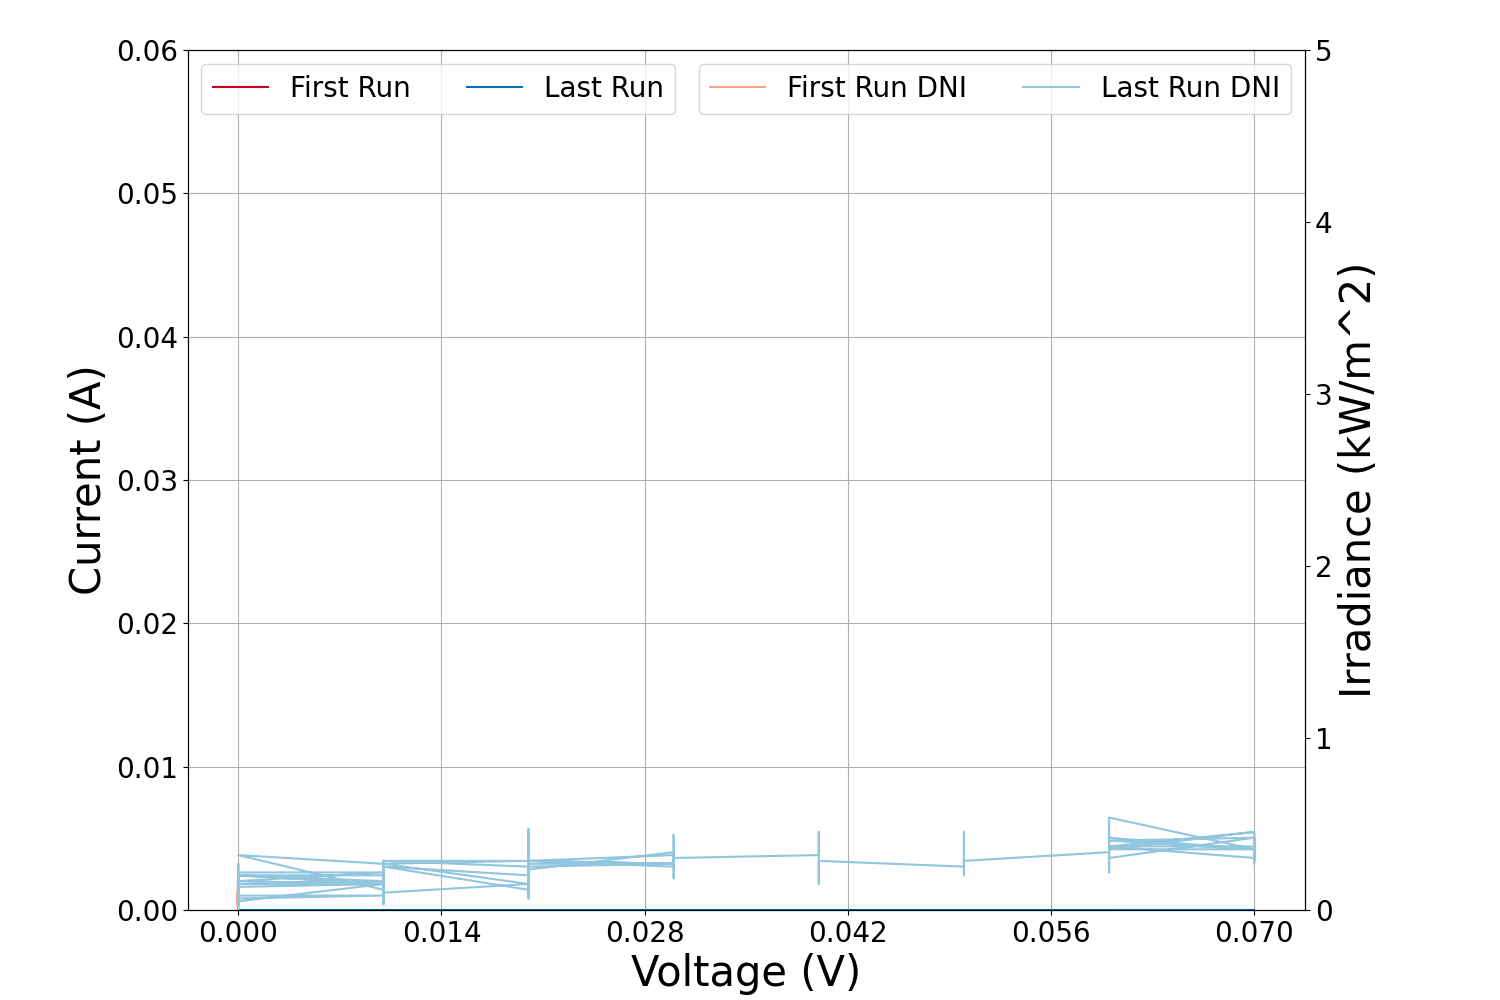 First Run
Last Run
First Run DNI
Last Run DNI
0.06
0.05
0.04
0.03
0.02
0.01
0.00
Current (A)
5
4
3
2
1
0
Irradiance (kW/m^2)
0.000
0.014
0.028
0.042
0.056
0.070
Voltage (V)